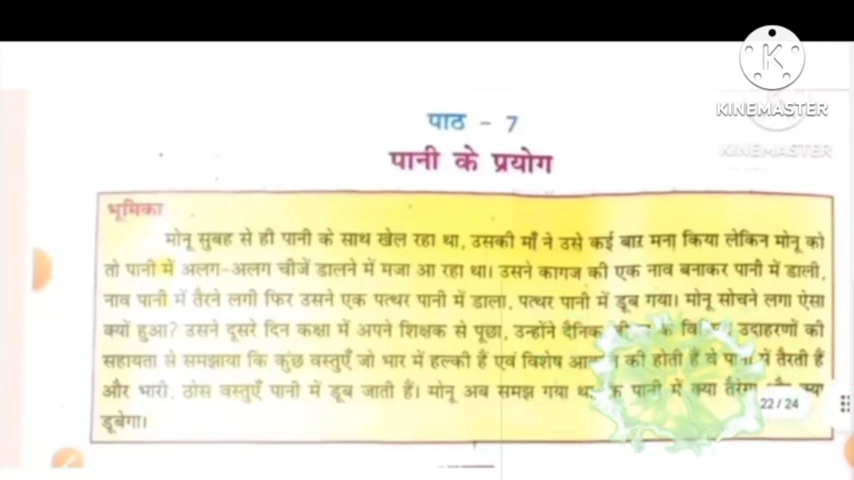 KINEMASTER
KINEMASTER
पाठ - 7
पानी के प्रयोग
भूमिका
मोनू सुबह से ही पानी के साथ खेल रहा था, उसकी माँ ने उसे कई बार मना किया लेकिन मोनू को
तो पानी में अलग-अलग चीजें डालने में मजा आ रहा था। उसने कागज की एक नाव बनाकर पानी में डाली,
नाव पानी में तैरने लगी फिर उसने एक पत्थर पानी में डाला, पत्थर पानी में डूब गया। मोनू सोचने लगा ऐसा
क्यों हुआ? उसने दूसरे दिन कक्षा में अपने शिक्षक से पूछा, उन्होंने दैनिक के उदाहरणों की
सहायता से समझाया कि कुछ वस्तुएँ जो भार में हल्की हैं एवं विशेष की होती हैं वे में तैरती हैं
और भारी, ठोस वस्तुएँ पानी में डूब जाती हैं। मोनू अब समझ गया पानी में क्या
डूबेगा।
22 / 24